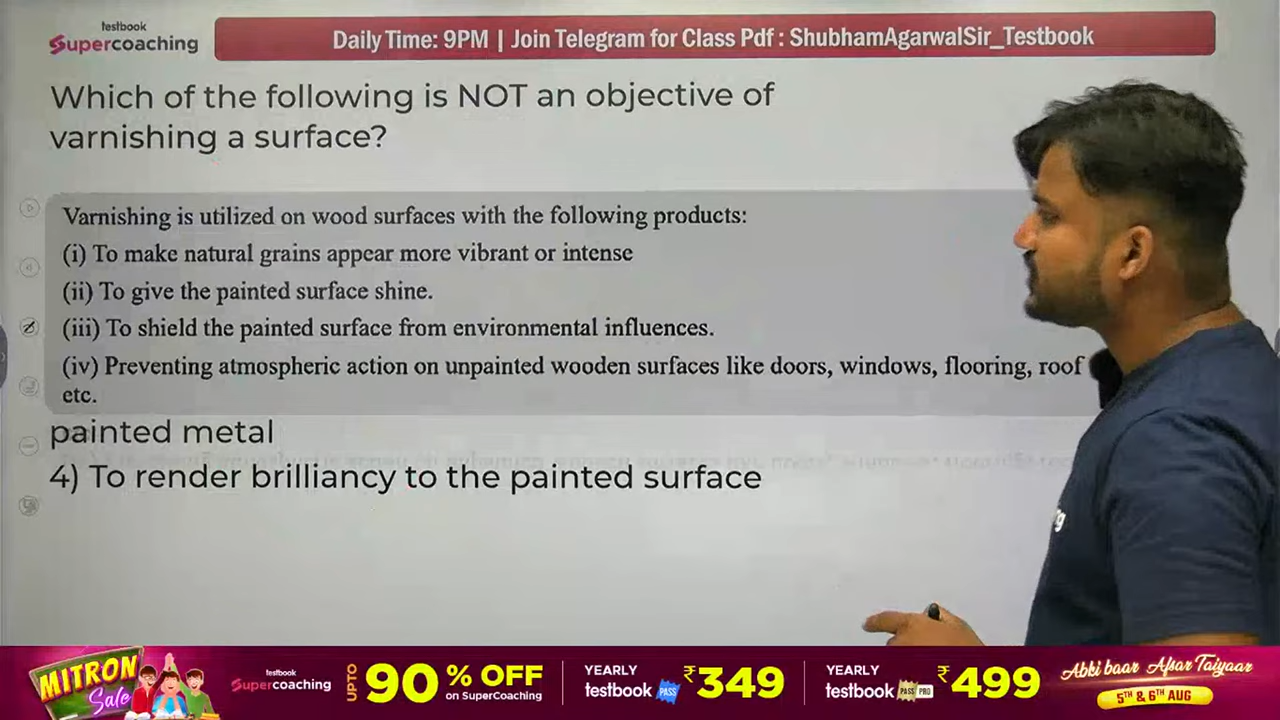 testbook
Supercoaching
Daily Time: 9PM | Join Telegram for Class Pdf : ShubhamAgarwalSir_Testbook
Which of the following is NOT an objective of
varnishing a surface?
Varnishing is utilized on wood surfaces with the following products:
(i) To make natural grains appear more vibrant or intense
(ii) To give the painted surface shine.
(iii) To shield the painted surface from environmental influences.
(iv) Preventing atmospheric action on unpainted wooden surfaces like doors, windows, flooring, roof
etc.
painted metal
4) To render brilliancy to the painted surface
MITRON
Sale
testbook
Supercoaching
UPTO
90% OFF
on SuperCoaching
YEARLY
testbook PASS
₹349
YEARLY
testbook PASS PRO
₹499
Abki baar Afsar Taiyaar
5TH & 6TH AUG